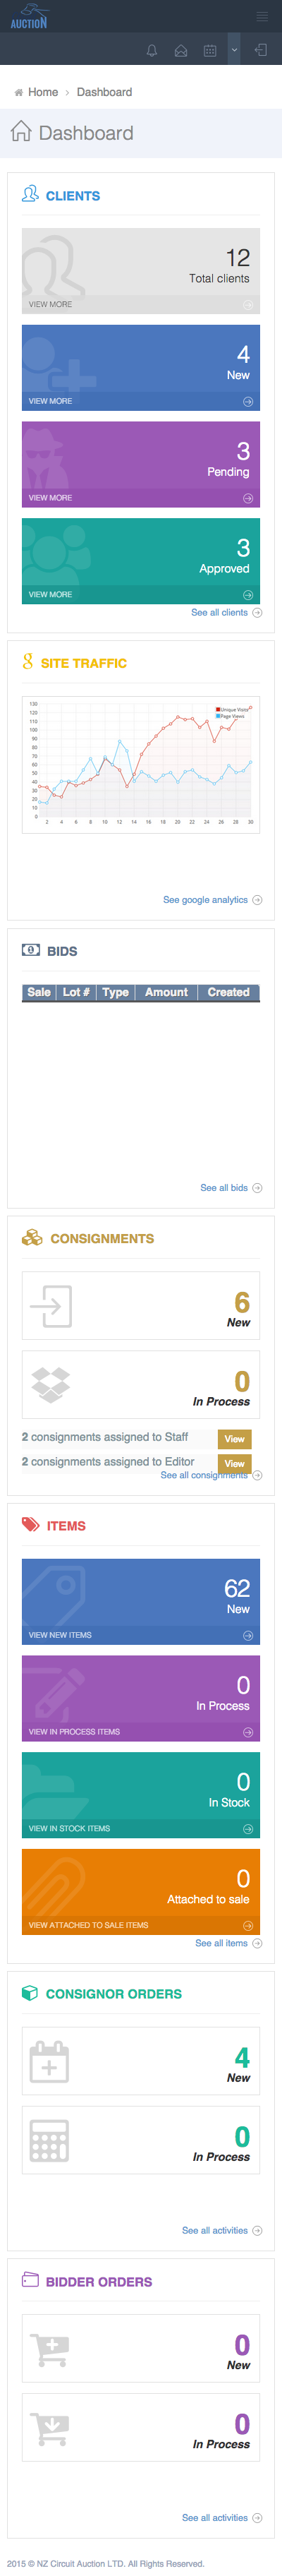 AUCTION
Home > Dashboard
Dashboard
CLIENTS
12
Total clients
VIEW MORE
4
New
VIEW MORE
3
Pending
VIEW MORE
3
Approved
VIEW MORE
See all clients
SITE TRAFFIC
Unique Visits
Page Views
130
120
110
100
90
80
70
60
50
40
30
20
10
0
2 4 6 8 10 12 14 16 18 20 22 24 26 28 30
See google analytics
BIDS
Sale Lot # Type Amount Created
See all bids
CONSIGNMENTS
6
New
0
In Process
2 consignments assigned to Staff View
2 consignments assigned to Editor View
See all consignments
ITEMS
62
New
VIEW NEW ITEMS
0
In Process
VIEW IN PROCESS ITEMS
0
In Stock
VIEW IN STOCK ITEMS
0
Attached to sale
VIEW ATTACHED TO SALE ITEMS
See all items
CONSIGNOR ORDERS
4
New
0
In Process
See all activities
BIDDER ORDERS
0
New
0
In Process
See all activities
2015 © NZ Circuit Auction LTD. All Rights Reserved.